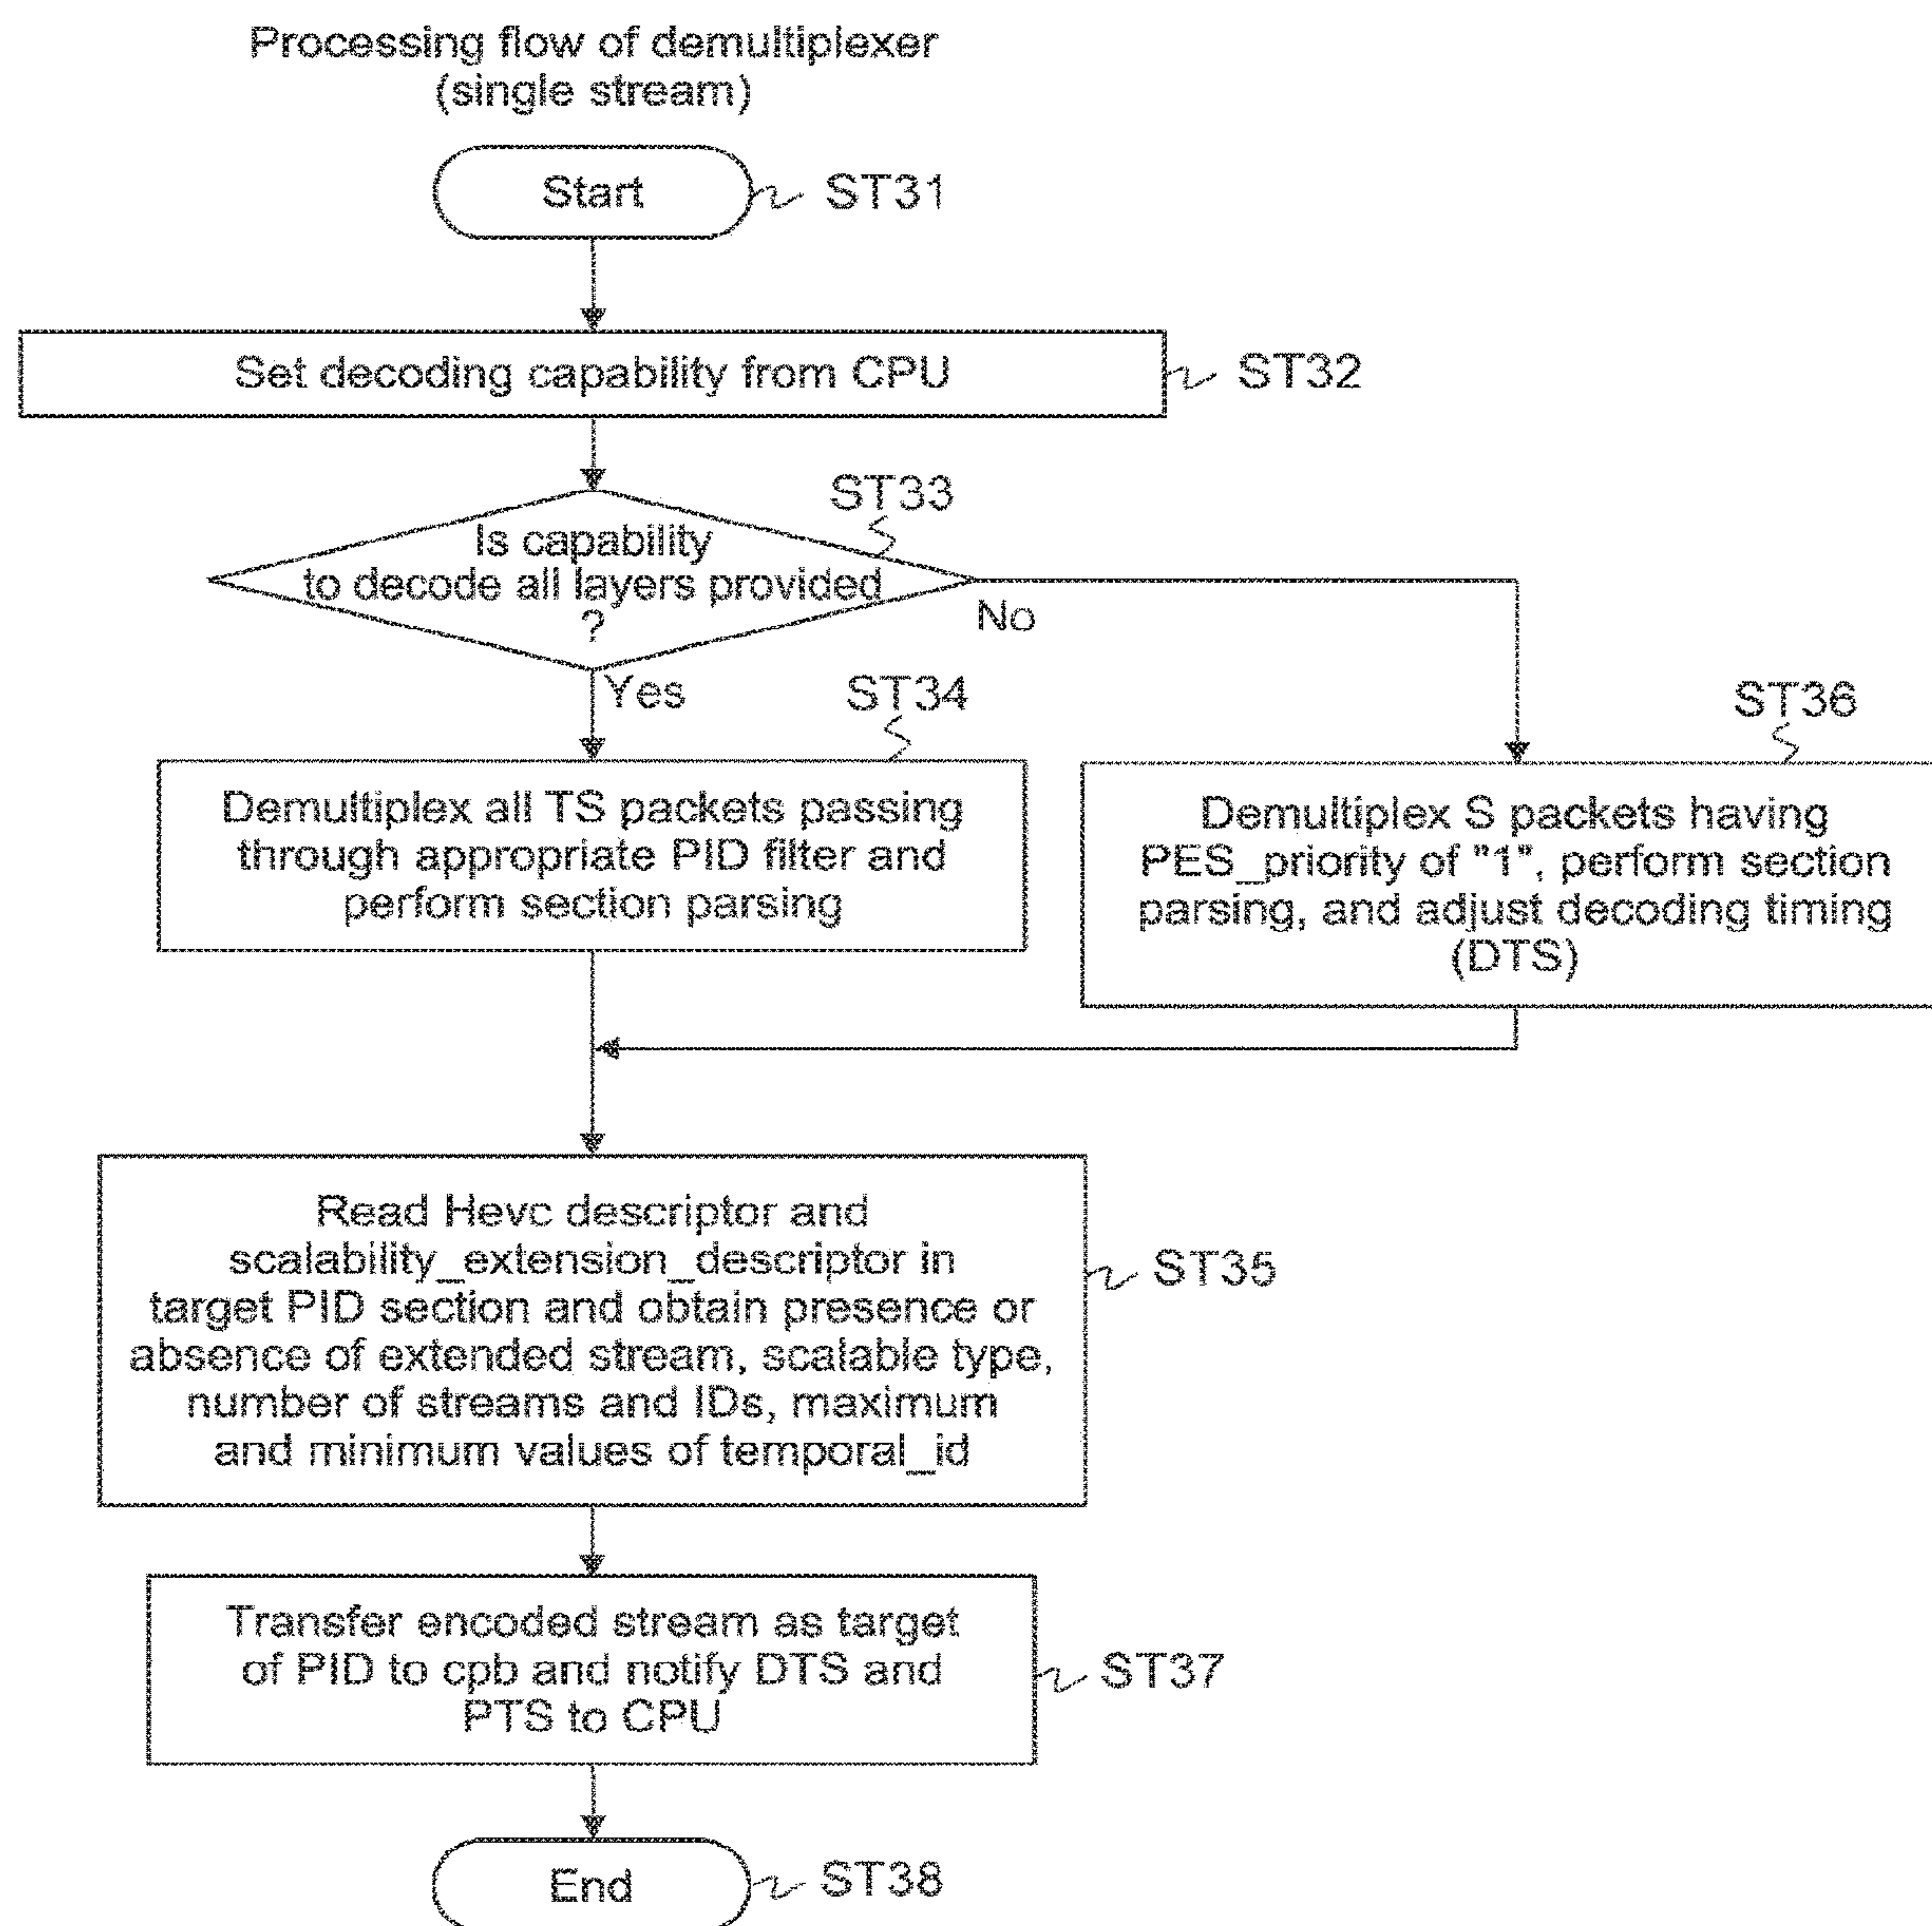 Processing flow of demultiplexer
(single stream)
Start
ST31
Set decoding capability from CPU
ST32
ST33
Is capability
to decode all layers provided
?
No
Yes
ST34
Demultiplex all TS packets passing
through appropriate PID filter and
perform section parsing
ST36
Demultiplex S packets having
PES_priority of "1", perform section
parsing, and adjust decoding timing
(DTS)
Read Hevc descriptor and
scalability_extension_descriptor in
target PID section and obtain presence or
absence of extended stream, scalable type,
number of streams and IDs, maximum
and minimum values of temporal_id
ST35
Transfer encoded stream as target
of PID to cpb and notify DTS and
PTS to CPU
ST37
End
ST38